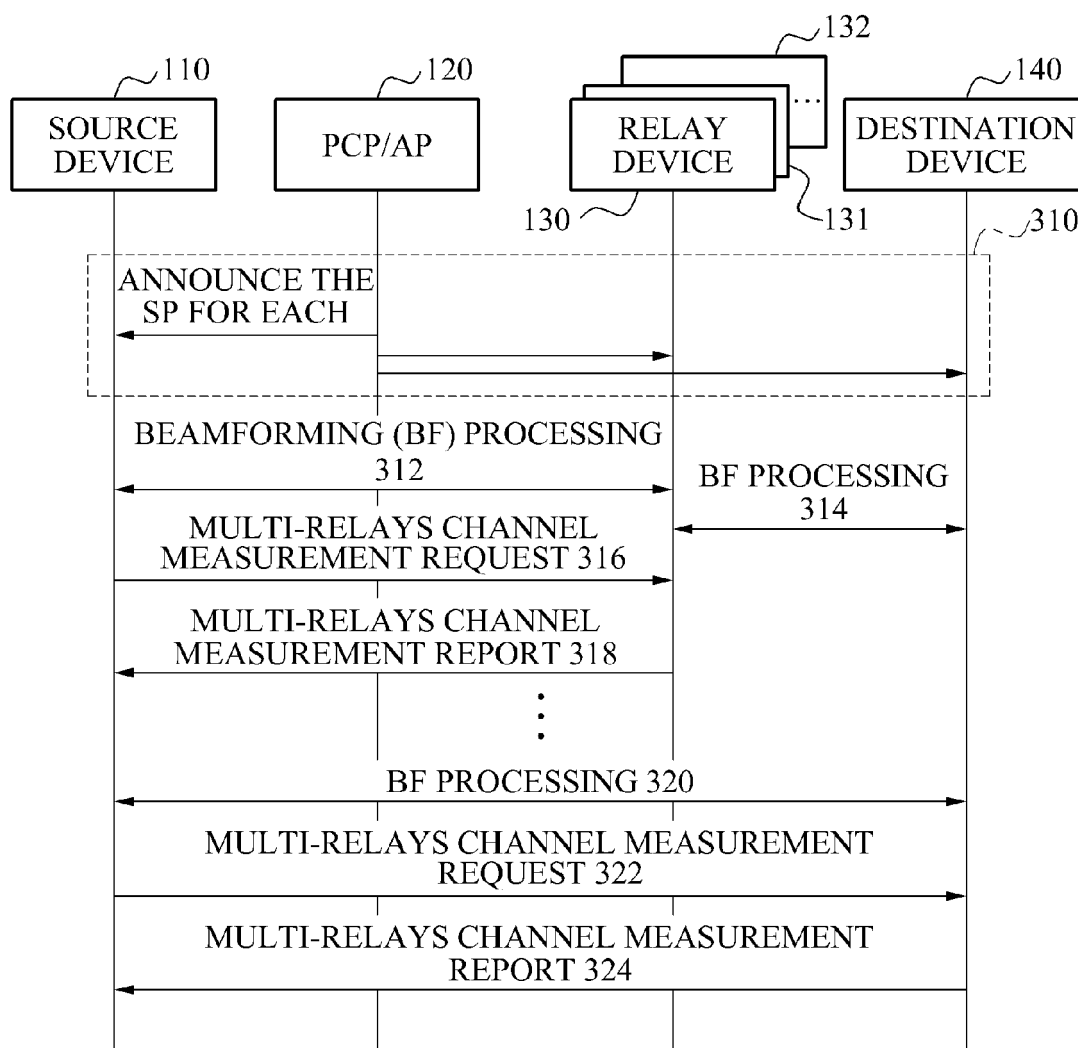 132
110
120
140
SOURCE
DEVICE
PCP/AP
RELAY
DEVICE
...
DESTINATION
DEVICE
130
131
310
ANNOUNCE THE
SP FOR EACH
BEAMFORMING (BF) PROCESSING
312
BF PROCESSING
314
MULTI-RELAYS CHANNEL
MEASUREMENT REQUEST 316
MULTI-RELAYS CHANNEL
MEASUREMENT REPORT 318
BF PROCESSING 320
MULTI-RELAYS CHANNEL MEASUREMENT
REQUEST 322
MULTI-RELAYS CHANNEL MEASUREMENT
REPORT 324